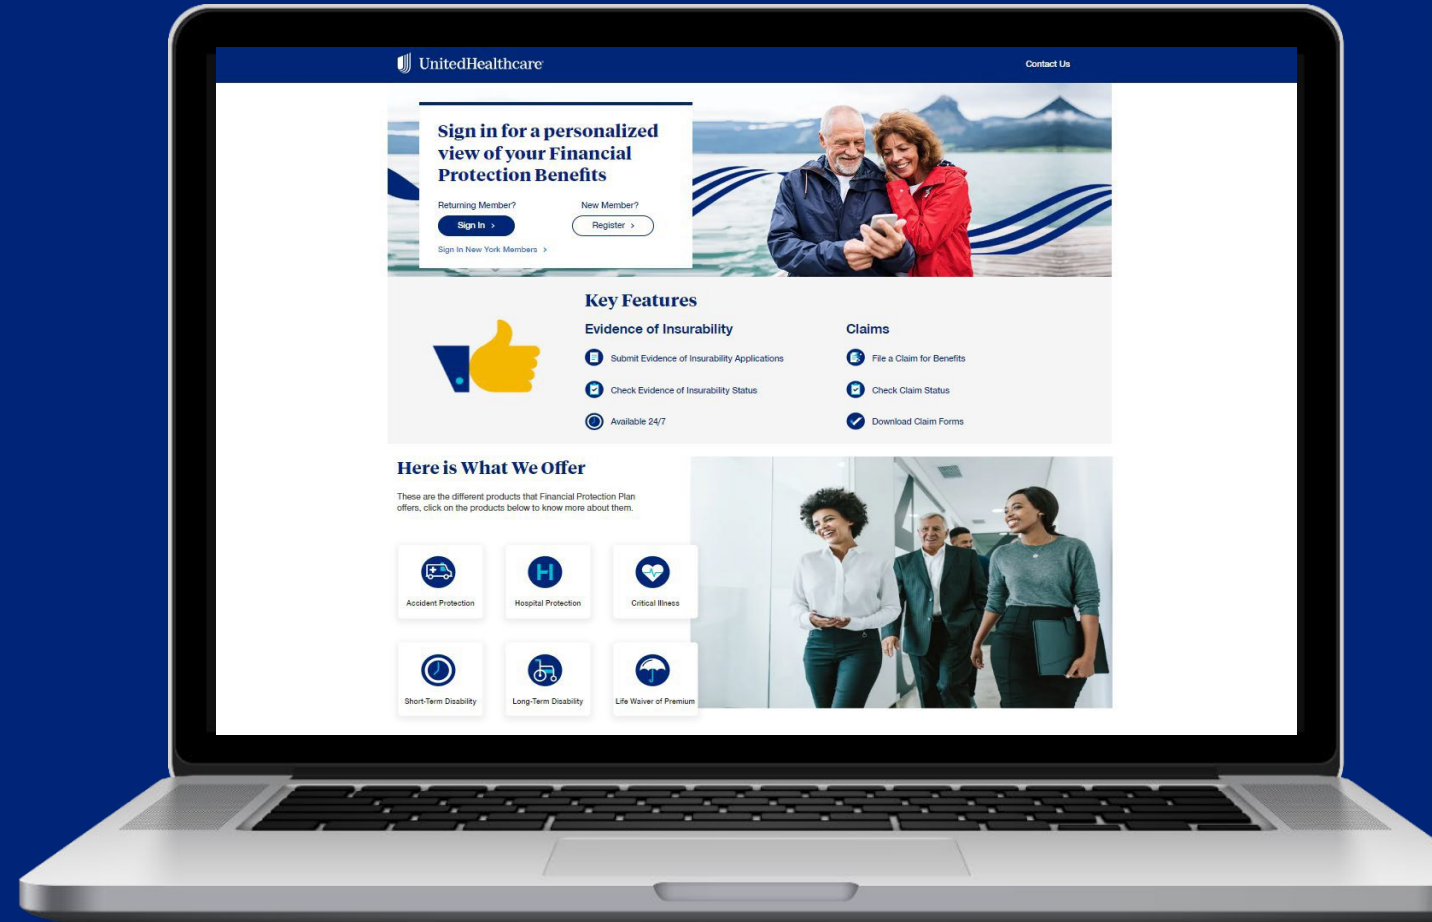 UnitedHealthcare
Contact Us
Sign in for a personalized
view of your Financial
Protection Benefits
Returning Member?
New Member?
Sign In >
Register >
Sign In New York Members >
Key Features
Evidence of Insurability
Claims
Submit Evidence of Insurability Applications
File a Claim for Benefits
Check Evidence of Insurability Status
Check Claim Status
Available 24/7
Download Claim Forms
Here is What We Offer
These are the different products that Financial Protection Plan
offers, click on the products below to know more about them.
H
Accident Protection
Hospital Protection
Critical Illness
Short-Term Disability
Long-Term Disability
Life Waiver of Premium